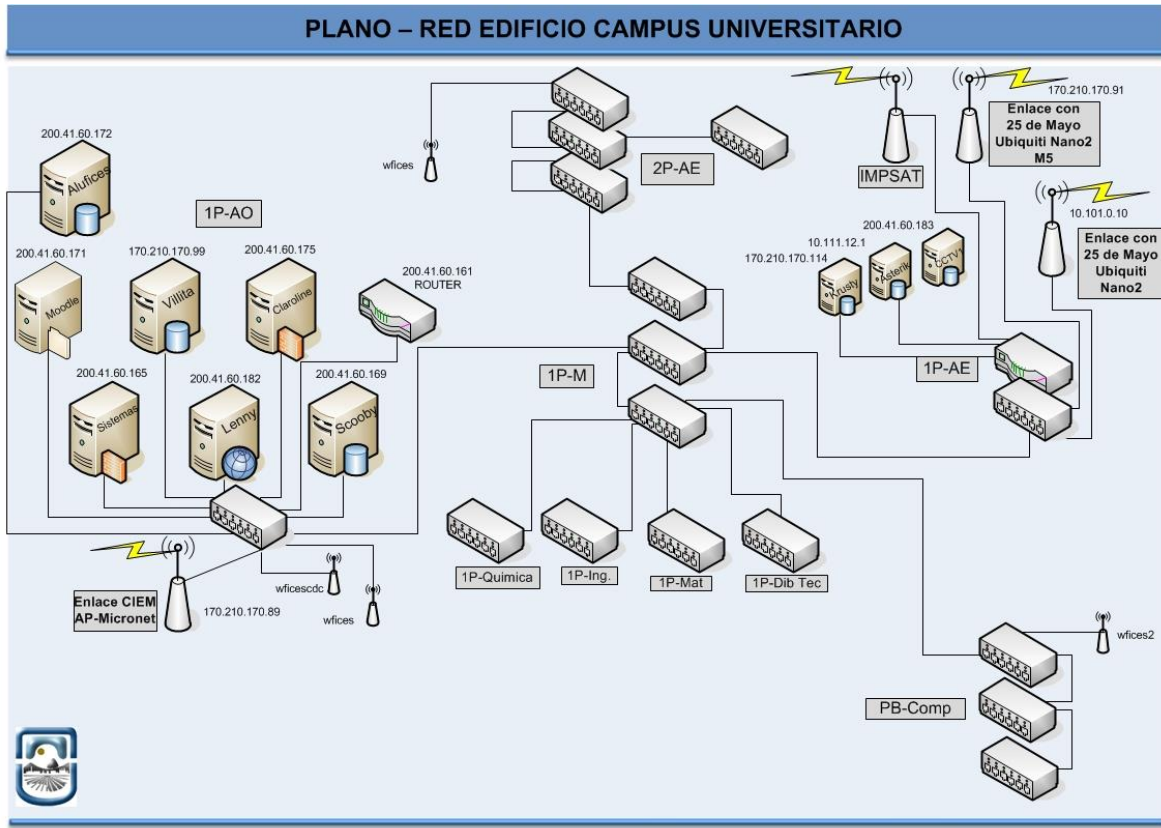 PLANO – RED EDIFICIO CAMPUS UNIVERSITARIO
170.210.170.91
Enlace con
25 de Mayo
Ubiquiti Nano2
M5
200.41.60.172
Alufices
wfices
2P-AE
IMPSAT
1P-AO
10.101.0.10
Enlace con
25 de Mayo
Ubiquiti
Nano2
200.41.60.171
Moodle
170.210.170.99
Villita
200.41.60.175
Claroline
200.41.60.161
ROUTER
200.41.60.183
10.111.12.1
170.210.170.114
Krusty
Asterik
CCTV1
1P-M
1P-AE
200.41.60.165
Sistemas
200.41.60.182
Lenny
200.41.60.169
Scooby
1P-Quimica
1P-Ing.
1P-Mat
1P-Dib Tec
Enlace CIEM
AP-Micronet
170.210.170.89
wficescdc
wfices
wfices2
PB-Comp